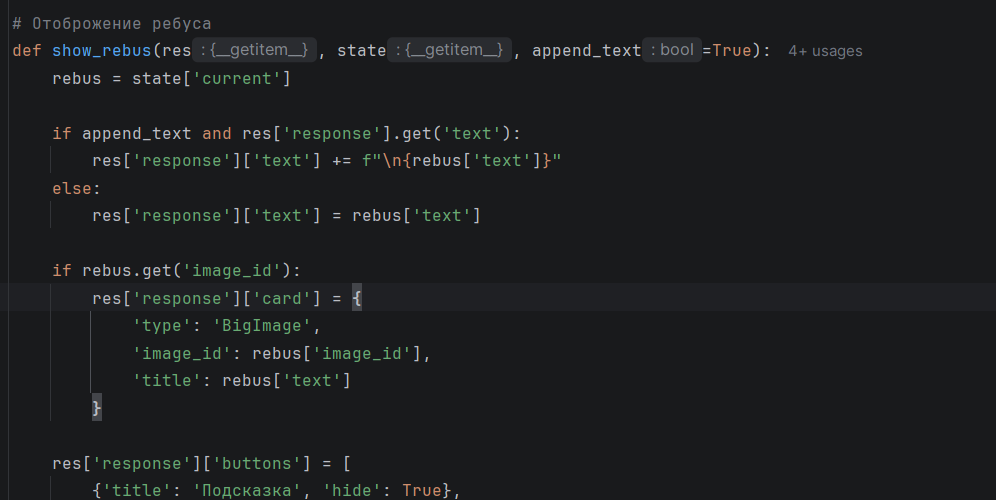 # Отоброжение ребуса
def show_rebus(res : {__getitem__} , state : {__getitem__} , append_text : bool =True):  4+ usages
    rebus = state['current']

    if append_text and res['response'].get('text'):
        res['response']['text'] += f"\n{rebus['text']}"
    else:
        res['response']['text'] = rebus['text']

    if rebus.get('image_id'):
        res['response']['card'] = {
            'type': 'BigImage',
            'image_id': rebus['image_id'],
            'title': rebus['text']
        }

    res['response']['buttons'] = [
        {'title': 'Подсказка', 'hide': True},